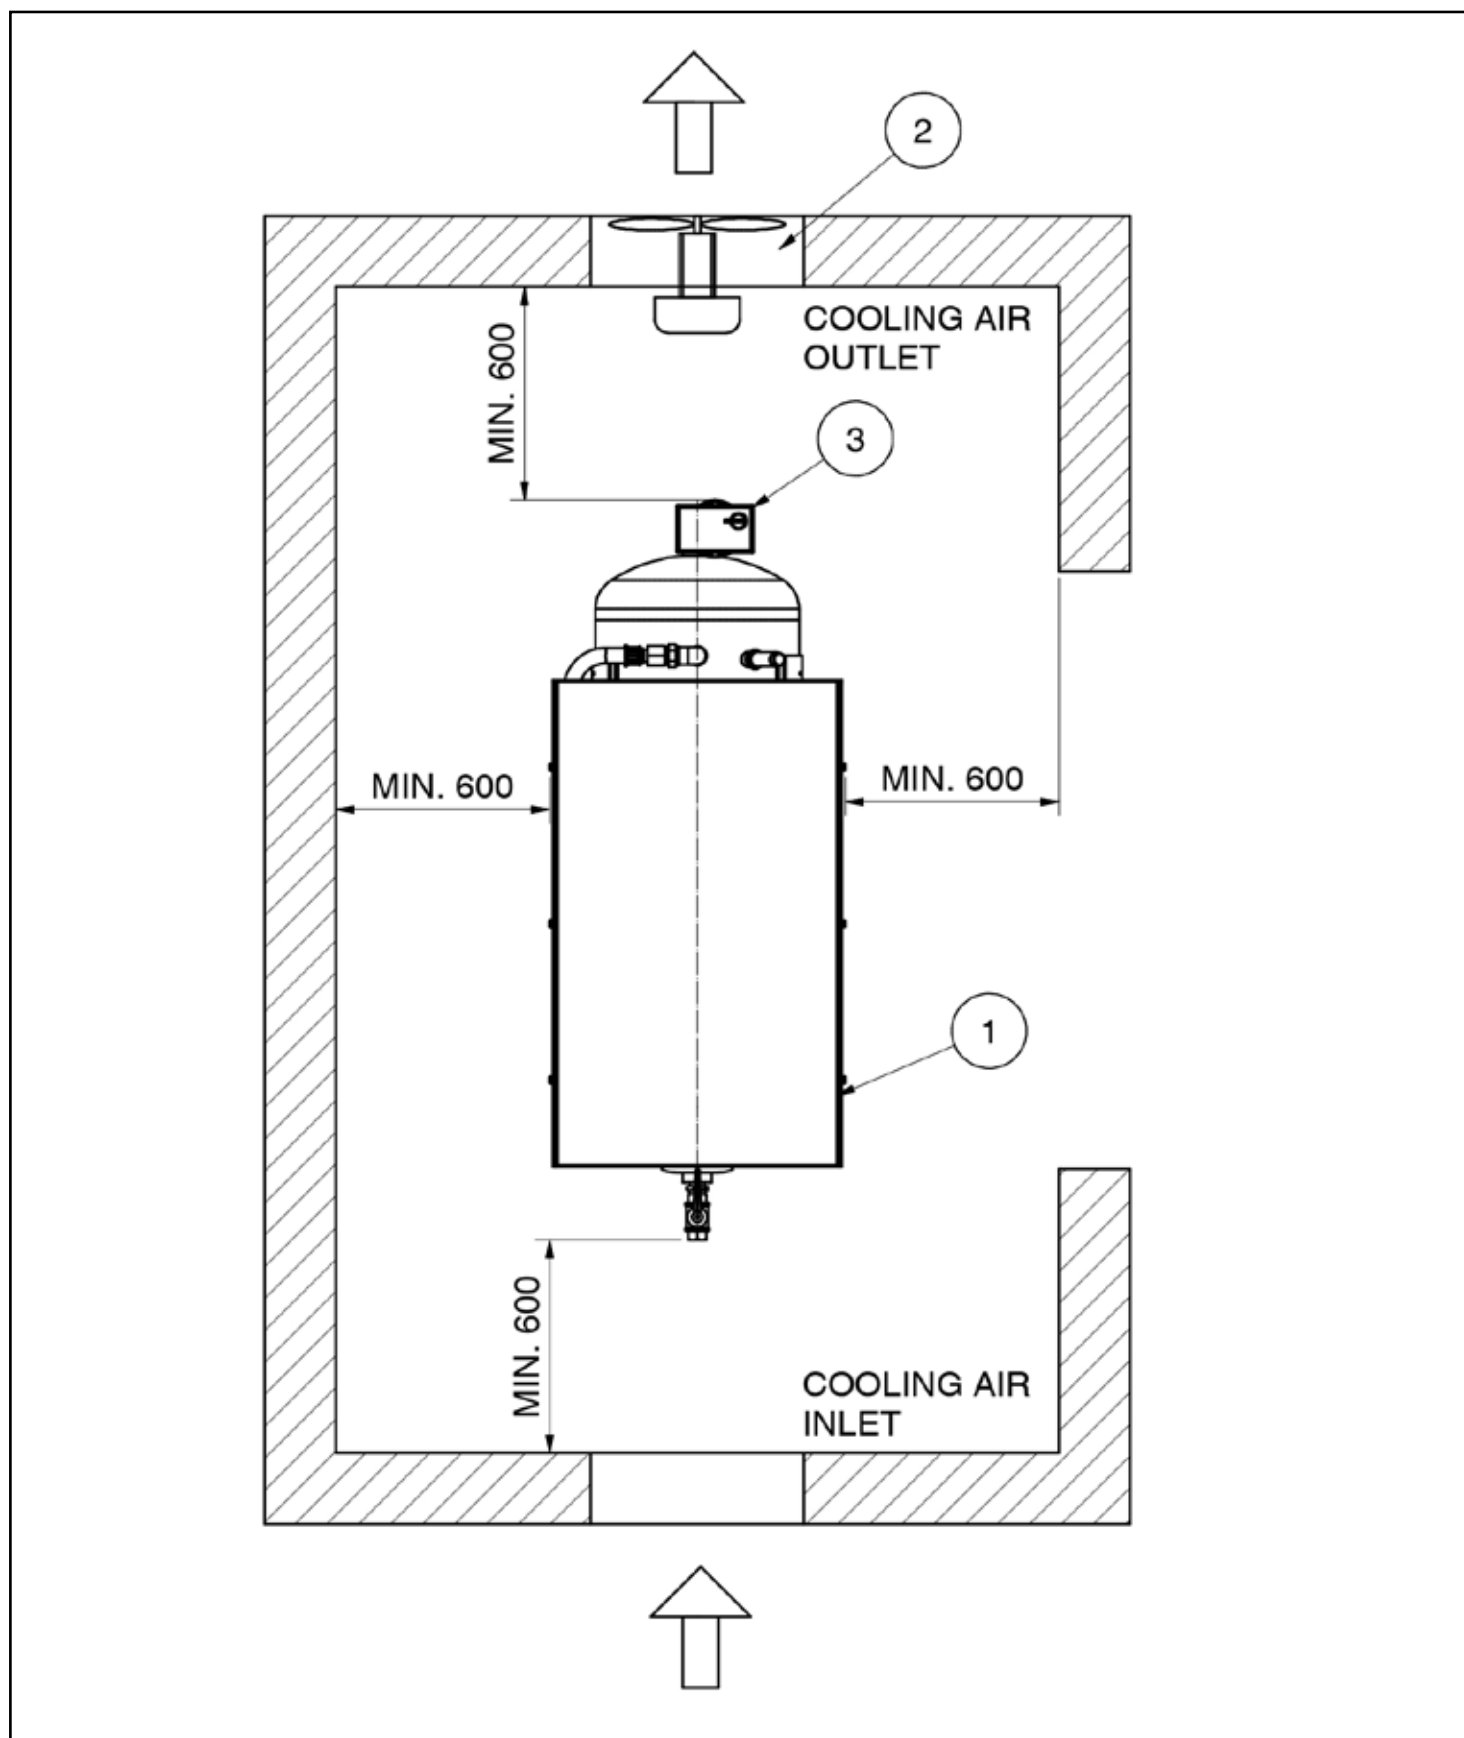 2
COOLING AIR
OUTLET
MIN. 600
3
MIN. 600
MIN. 600
1
MIN. 600
COOLING AIR
INLET